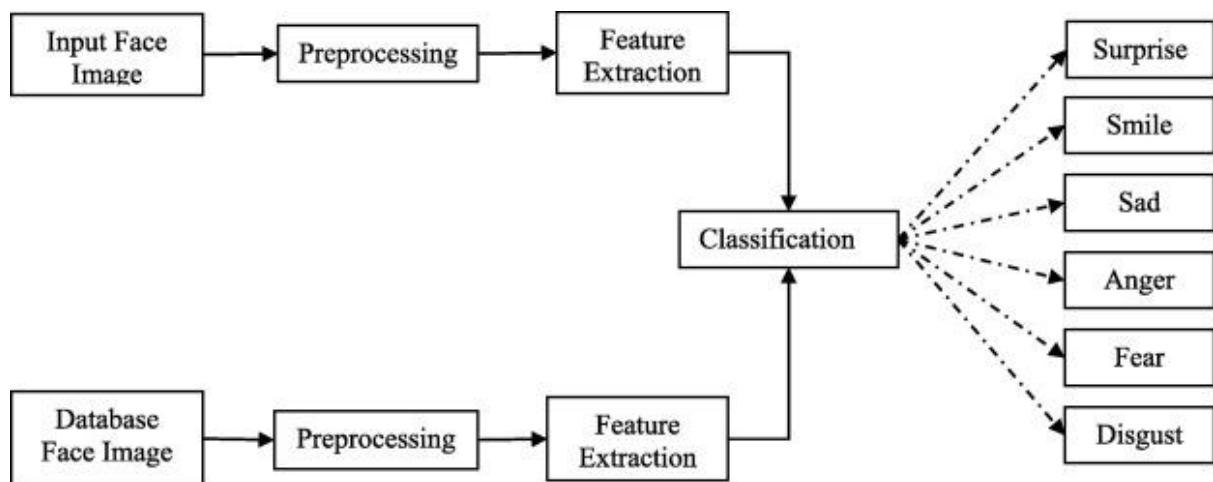 Input Face
Image
Preprocessing
Feature
Extraction
Surprise
Smile
Sad
Classification
Anger
Fear
Disgust
Database
Face Image
Preprocessing
Feature
Extraction